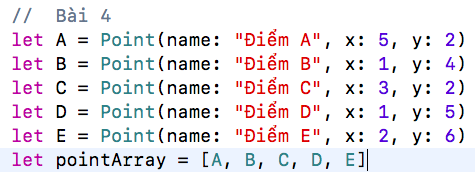 //  Bài 4
let A = Point(name: "Điểm A", x: 5, y: 2)
let B = Point(name: "Điểm B", x: 1, y: 4)
let C = Point(name: "Điểm C", x: 3, y: 2)
let D = Point(name: "Điểm D", x: 1, y: 5)
let E = Point(name: "Điểm E", x: 2, y: 6)
let pointArray = [A, B, C, D, E]